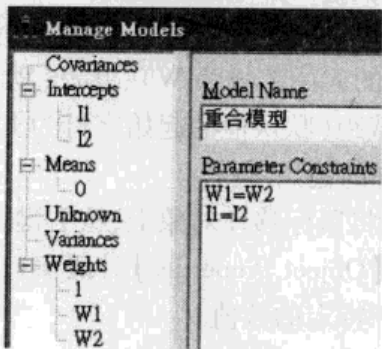 Manage Models
Covariances
Intercepts
I1
I2
Means
0
Unknown
Variances
Weights
1
W1
W2
Model Name
重合模型
Parameter Constraints
W1=W2
I1=I2